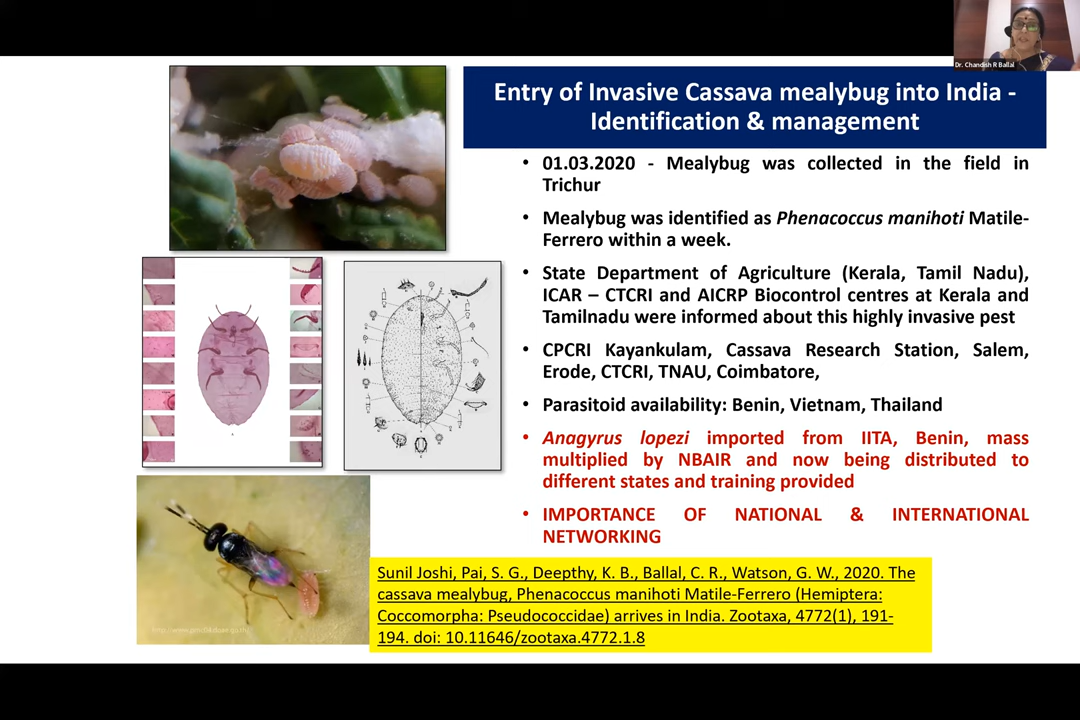 Dr. Chandish R Ballal
Entry of Invasive Cassava mealybug into India -
Identification & management
• 01.03.2020 - Mealybug was collected in the field in
Trichur
• Mealybug was identified as Phenacoccus manihoti Matile-
Ferrero within a week.
• State Department of Agriculture (Kerala, Tamil Nadu),
ICAR – CTCRI and AICRP Biocontrol centres at Kerala and
Tamilnadu were informed about this highly invasive pest
• CPCRI Kayankulam, Cassava Research Station, Salem,
Erode, CTCRI, TNAU, Coimbatore,
• Parasitoid availability: Benin, Vietnam, Thailand
• Anagyrus lopezi imported from IITA, Benin, mass
multiplied by NBAIR and now being distributed to
different states and training provided
• IMPORTANCE OF NATIONAL & INTERNATIONAL
NETWORKING
Sunil Joshi, Pai, S. G., Deepthy, K. B., Ballal, C. R., Watson, G. W., 2020. The
cassava mealybug, Phenacoccus manihoti Matile-Ferrero (Hemiptera:
Coccomorpha: Pseudococcidae) arrives in India. Zootaxa, 4772(1), 191-
194. doi: 10.11646/zootaxa.4772.1.8